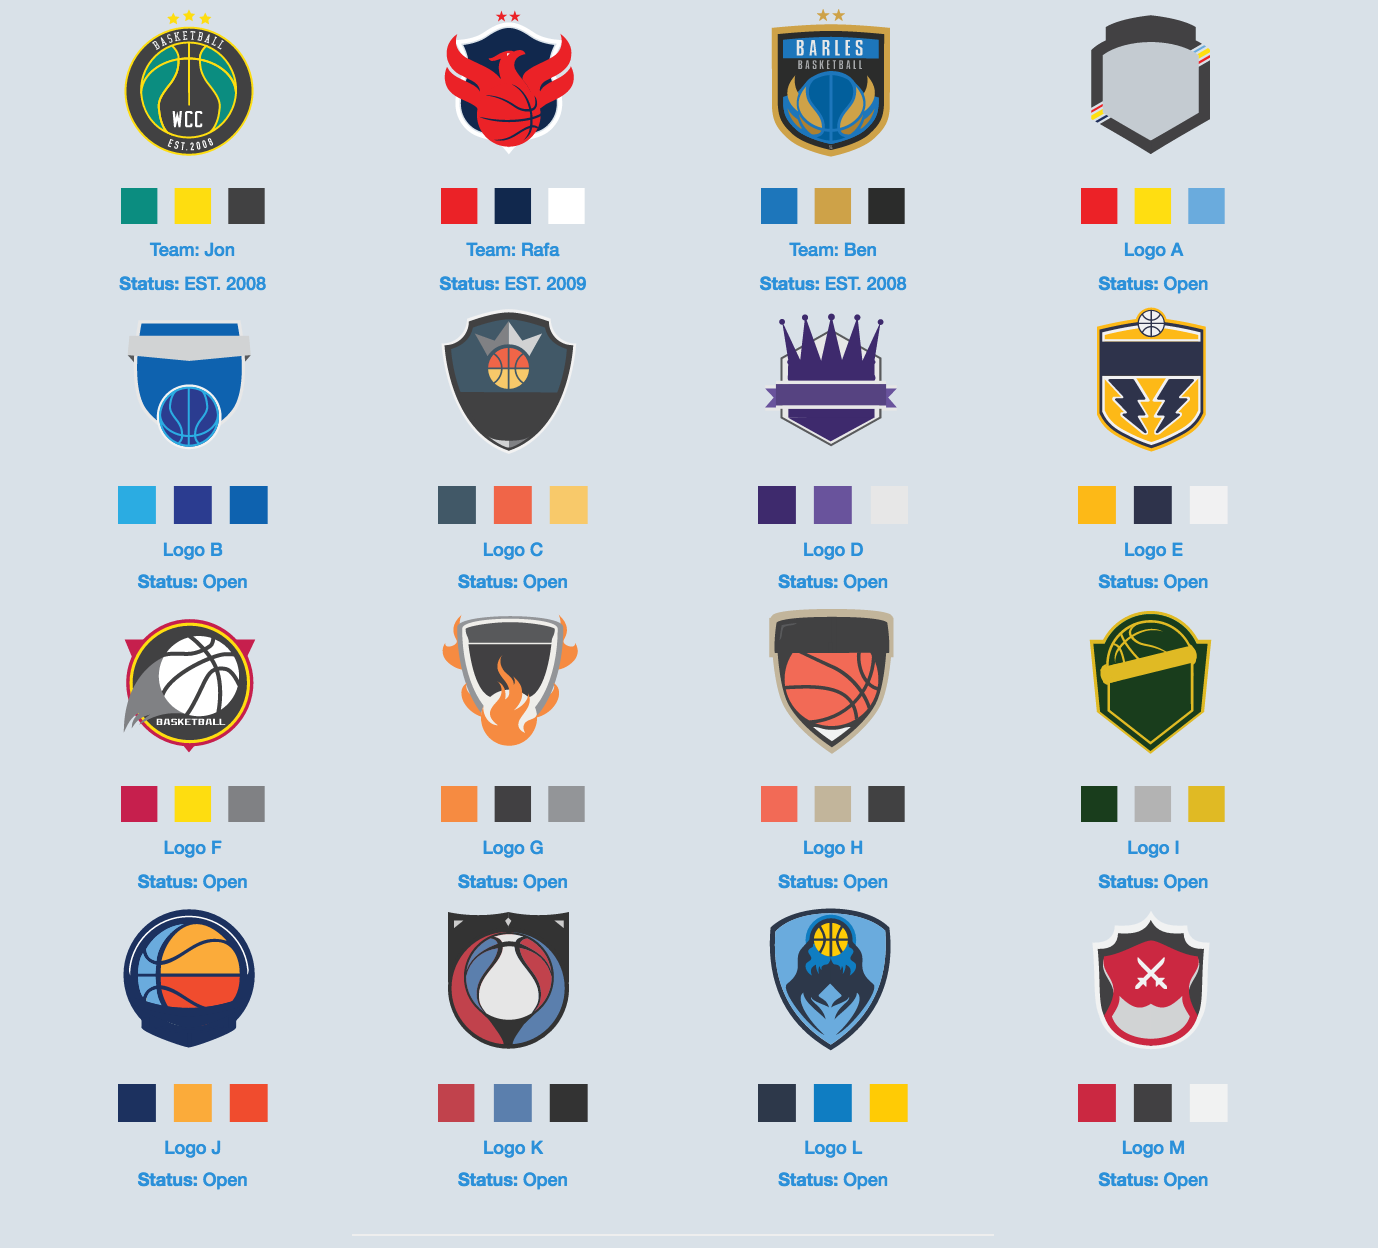 BASKETBALL
WCC
EST.2008
BARLES
BASKETBALL
Team: Jon
Team: Rafa
Team: Ben
Logo A
Status: EST. 2008
Status: EST. 2009
Status: EST. 2008
Status: Open
Logo B
Logo C
Logo D
Logo E
Status: Open
Status: Open
Status: Open
Status: Open
BASKETBALL
Logo F
Logo G
Logo H
Logo I
Status: Open
Status: Open
Status: Open
Status: Open
Logo J
Logo K
Logo L
Logo M
Status: Open
Status: Open
Status: Open
Status: Open